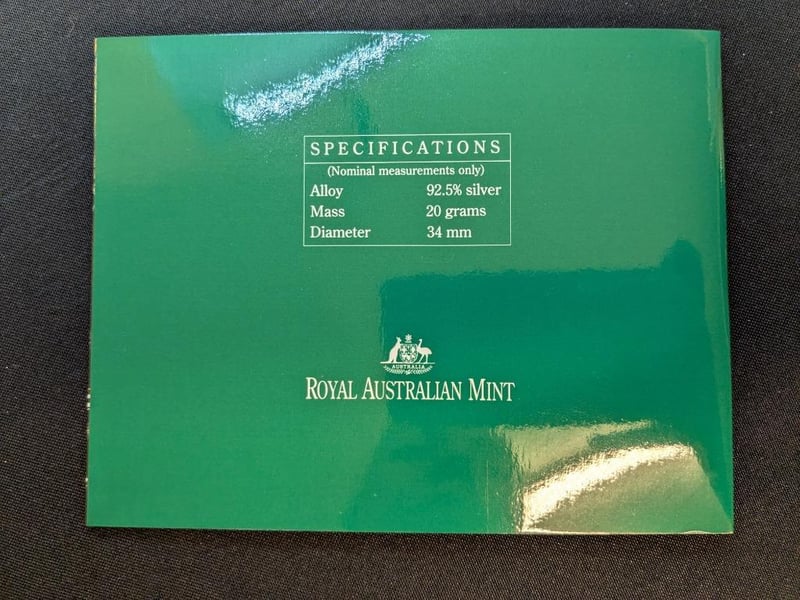 SPECIFICATIONS
(Nominal measurements only)
Alloy 92.5% silver
Mass 20 grams
Diameter 34 mm
AUSTRALIA
ROYAL AUSTRALIAN MINT